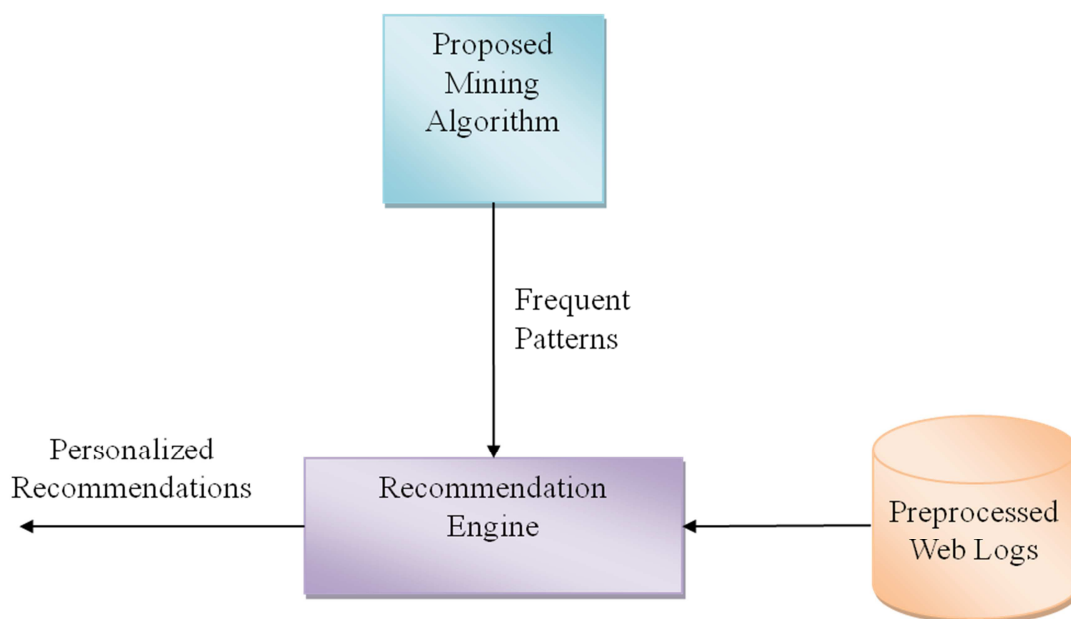 Proposed
Mining
Algorithm
Frequent
Patterns
Personalized
Recommendations
Recommendation
Engine
Preprocessed
Web Logs